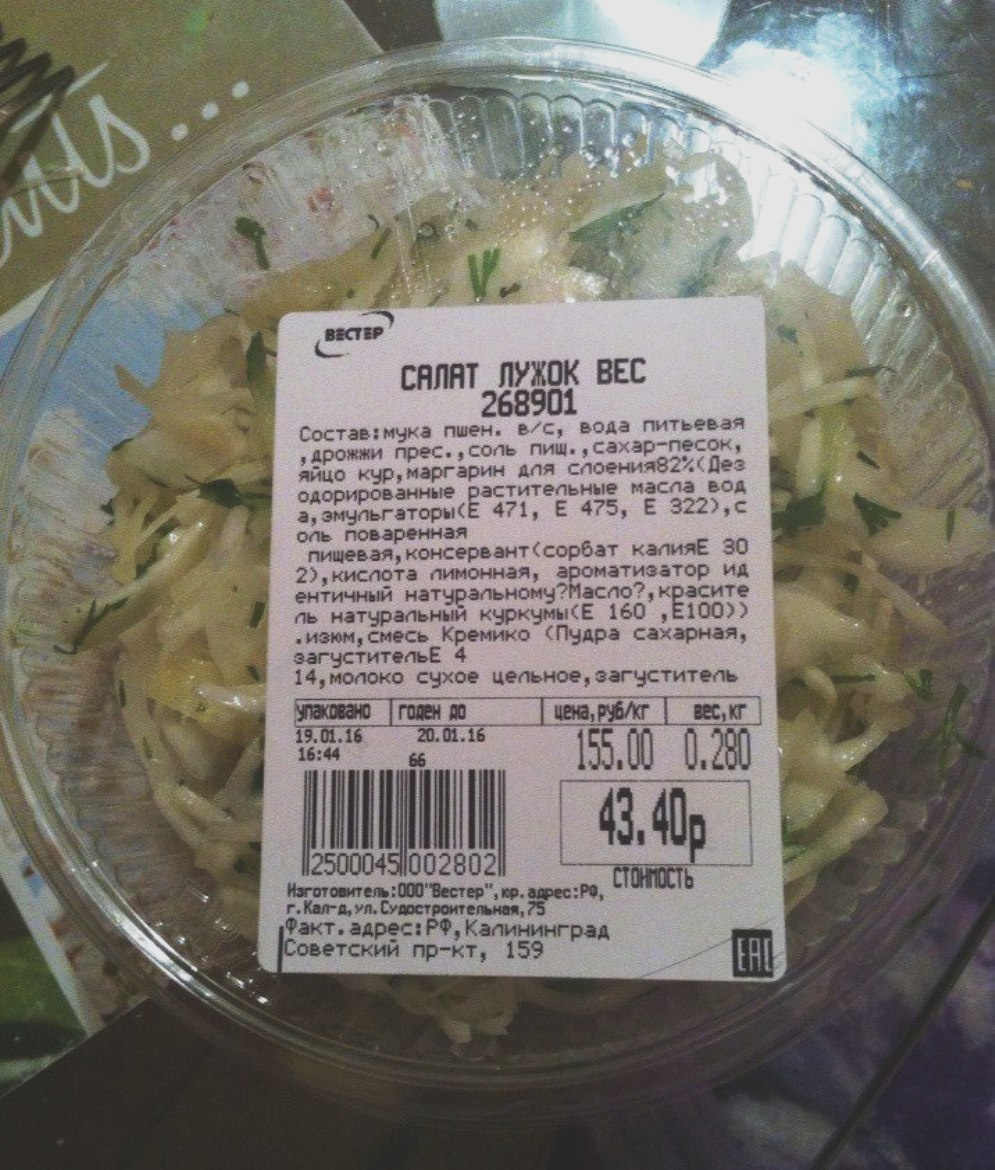 ВЕСТЕР
САЛАТ ЛУЖОК ВЕС
268901
Состав:мука пшен. в/с, вода питьевая
,дрожжи прес.,соль пищ.,сахар-песок,
яйцо кур,маргарин для слоения82%(Дез
одорированные растительные масла вод
а,эмульгаторы(Е 471, Е 475, Е 322),с
оль поваренная
пищевая,консервант(сорбат калияЕ 30
2),кислота лимонная, ароматизатор ид
ентичный натуральному?Масло?,красите
ль натуральный куркумы(Е 160 ,Е100))
.изюм,смесь Кремико (Пудра сахарная,
загустительЕ 4
14,молоко сухое цельное,загуститель
упаковано годен до цена,руб/кг вес,кг
19.01.16 20.01.16 155.00 0.280
16:44 66
43.40р
2500045 002802
стоимость
Изготовитель:ООО"Вестер",юр.адрес:РФ,
г.Кал-д,ул.Судостроительная,75
Факт.адрес:РФ,Калининград
Советский пр-кт, 159
ЕАС